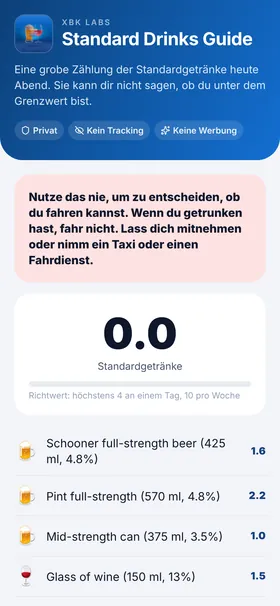 XBK LABS
Standard Drinks Guide
Eine grobe Zählung der Standardgetränke heute
Abend. Sie kann dir nicht sagen, ob du unter dem
Grenzwert bist.
Privat
Kein Tracking
Keine Werbung
Nutze das nie, um zu entscheiden, ob
du fahren kannst. Wenn du getrunken
hast, fahr nicht. Lass dich mitnehmen
oder nimm ein Taxi oder einen
Fahrdienst.
0.0
Standardgetränke
Richtwert: höchstens 4 an einem Tag, 10 pro Woche
Schooner full-strength beer (425
ml, 4.8%)
1.6
Pint full-strength (570 ml, 4.8%)
2.2
Mid-strength can (375 ml, 3.5%)
1.0
Glass of wine (150 ml, 13%)
1.5